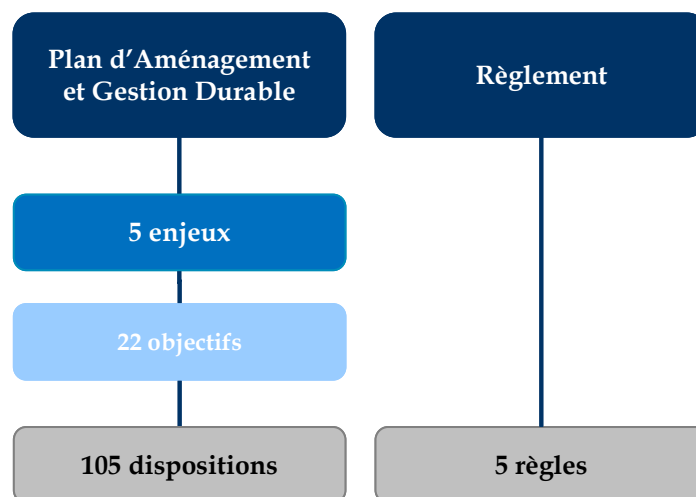 Plan d’Aménagement
et Gestion Durable
5 enjeux
22 objectifs
105 dispositions
Règlement
5 règles